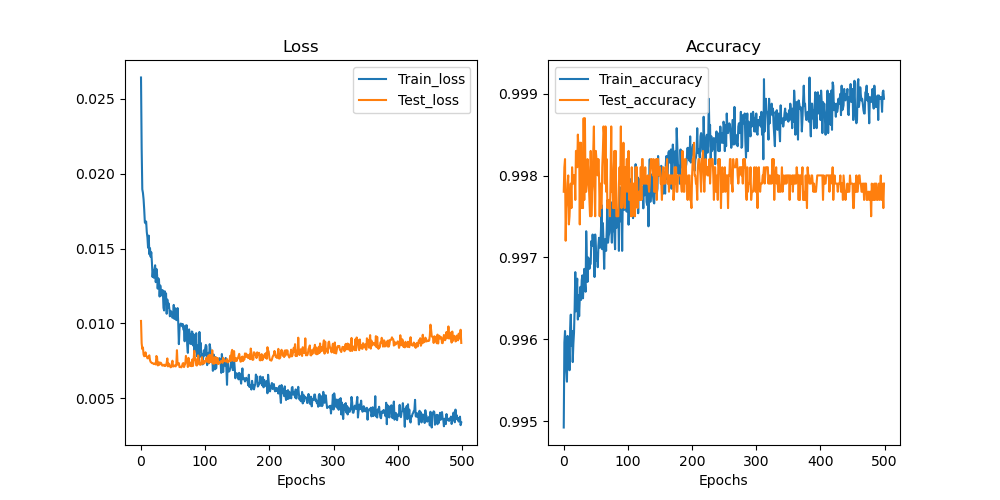 Loss
Train_loss
Test_loss
0.025
0.020
0.015
0.010
0.005
0 100 200 300 400 500
Epochs
Accuracy
Train_accuracy
Test_accuracy
0.999
0.998
0.997
0.996
0.995
0 100 200 300 400 500
Epochs